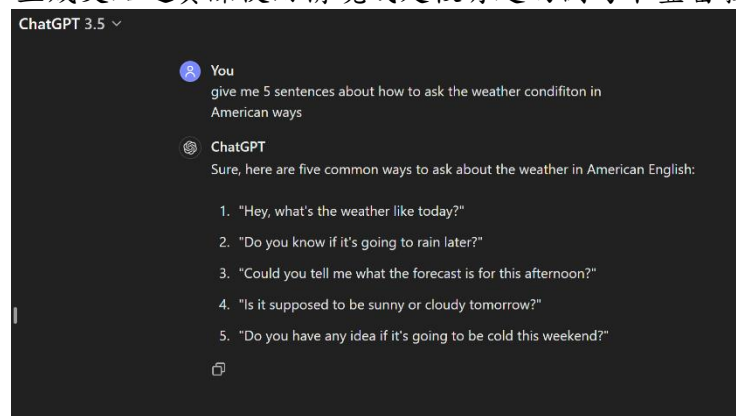 ChatGPT 3.5
You
give me 5 sentences about how to ask the weather condifiton in
American ways
ChatGPT
Sure, here are five common ways to ask about the weather in American English:
1. "Hey, what's the weather like today?"
2. "Do you know if it's going to rain later?"
3. "Could you tell me what the forecast is for this afternoon?"
4. "Is it supposed to be sunny or cloudy tomorrow?"
5. "Do you have any idea if it's going to be cold this weekend?"